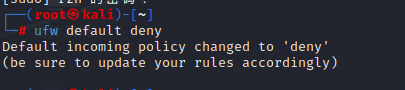 ┌──(root㉿kali)-[~]
└─# ufw default deny
Default incoming policy changed to 'deny'
(be sure to update your rules accordingly)